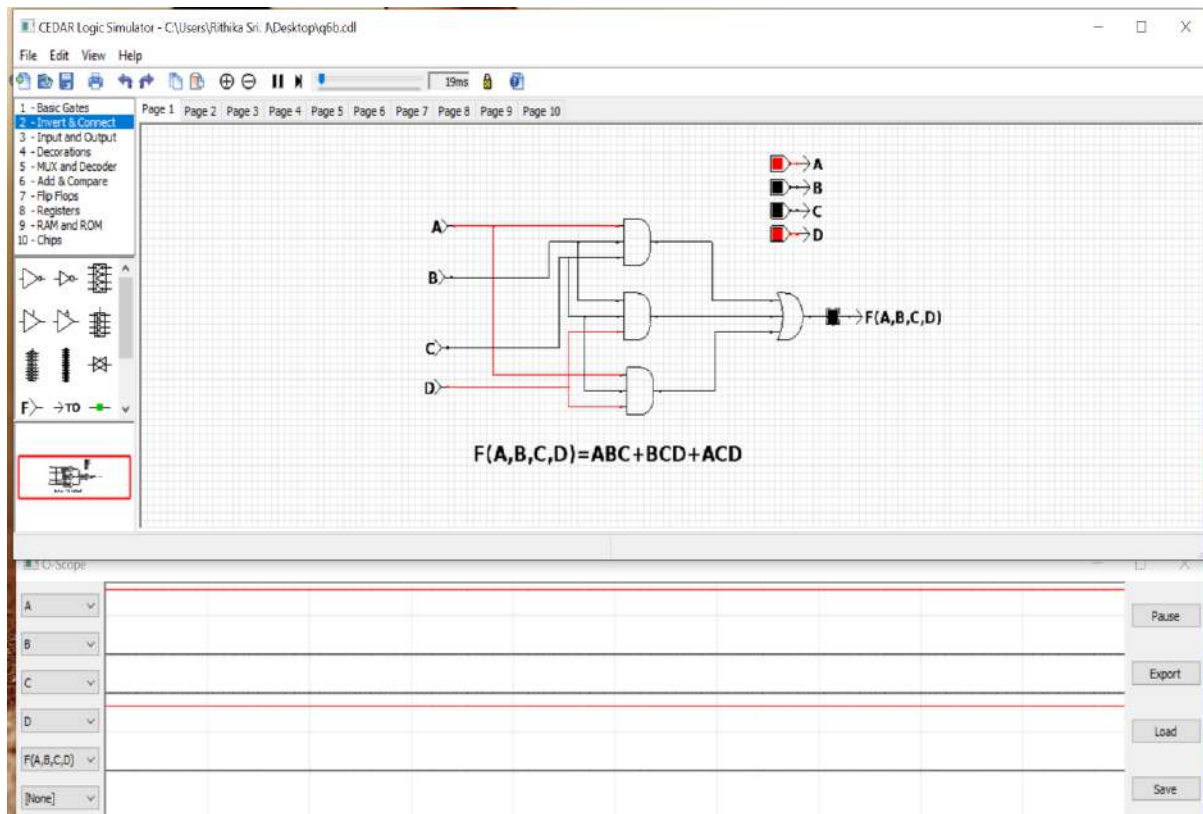 CEDAR Logic Simulator - C:\Users\Rithika Sri. J\Desktop\q6b.cdl
File Edit View Help
19ms
1 - Basic Gates
2 - Invert & Connect
3 - Input and Output
4 - Decorations
5 - MUX and Decoder
6 - Add & Compare
7 - Flip Flops
8 - Registers
9 - RAM and ROM
10 - Chips
Page 1 Page 2 Page 3 Page 4 Page 5 Page 6 Page 7 Page 8 Page 9 Page 10
A
B
C
D
A
B
C
D
F(A,B,C,D)
F(A,B,C,D)=ABC+BCD+ACD
F TO
O-Scope
A
B
C
D
F(A,B,C,D)
[None]
Pause
Export
Load
Save